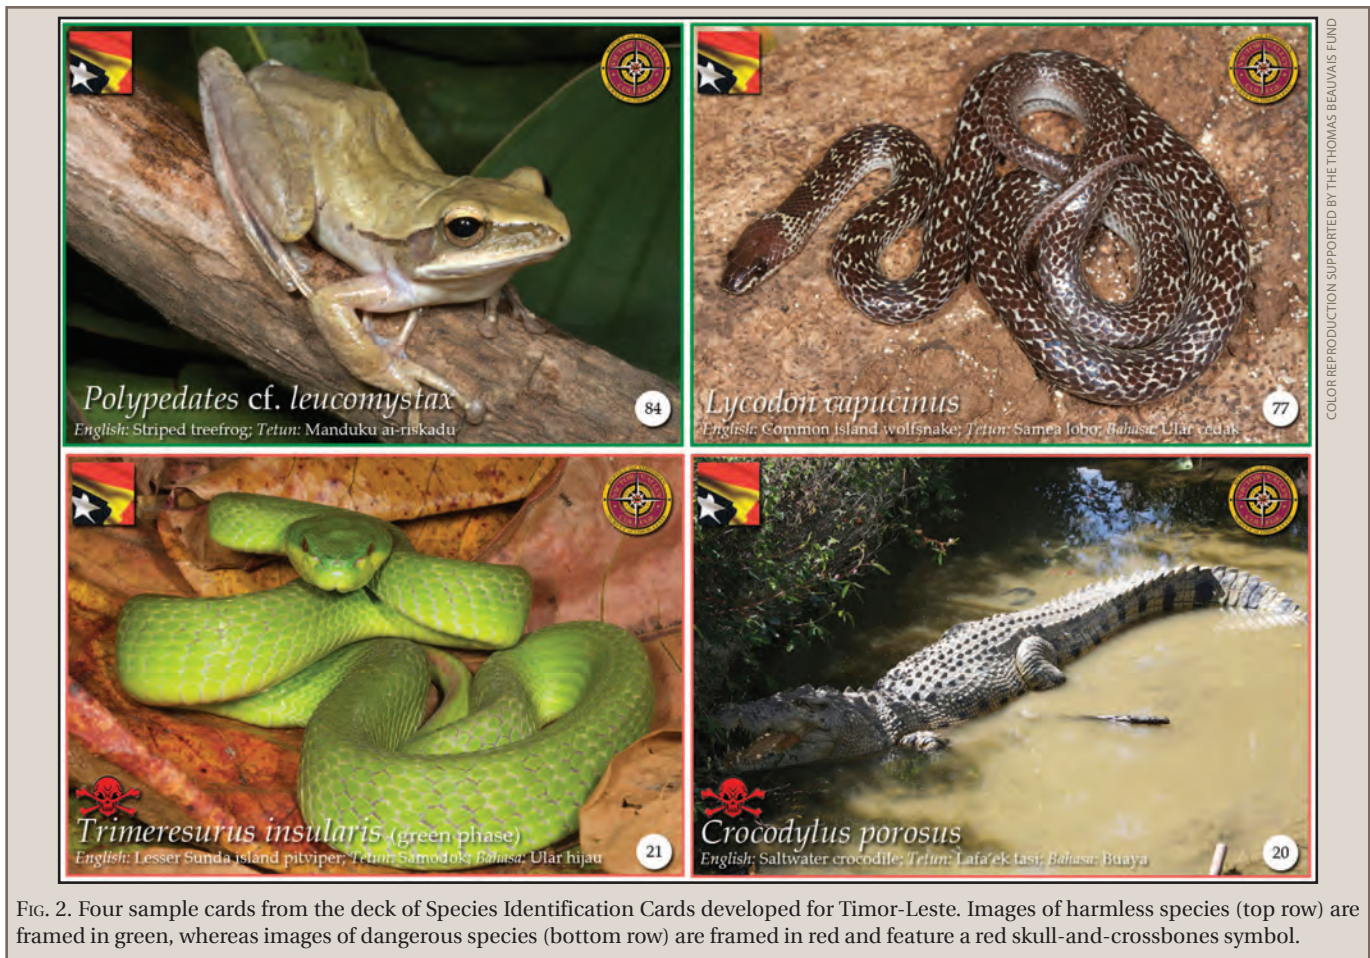 COLOR REPRODUCTION SUPPORTED BY THE THOMAS BEAUVAIS FUND
Polypedates cf. leucomystax
English: Striped treefrog; Tetun: Manduku ai-riskadu
84
Lycodon capucinus
English: Common island wolfsnake; Tetun: Samea lobo; Bahasa: Ular cecak
77
Trimeresurus insularis (green phase)
English: Lesser Sunda island pitviper; Tetun: Samodok; Bahasa: Ular hijau
21
Crocodylus porosus
English: Saltwater crocodile; Tetun: Lafa'ek tasi; Bahasa: Buaya
20
FIG. 2. Four sample cards from the deck of Species Identification Cards developed for Timor-Leste. Images of harmless species (top row) are
framed in green, whereas images of dangerous species (bottom row) are framed in red and feature a red skull-and-crossbones symbol.